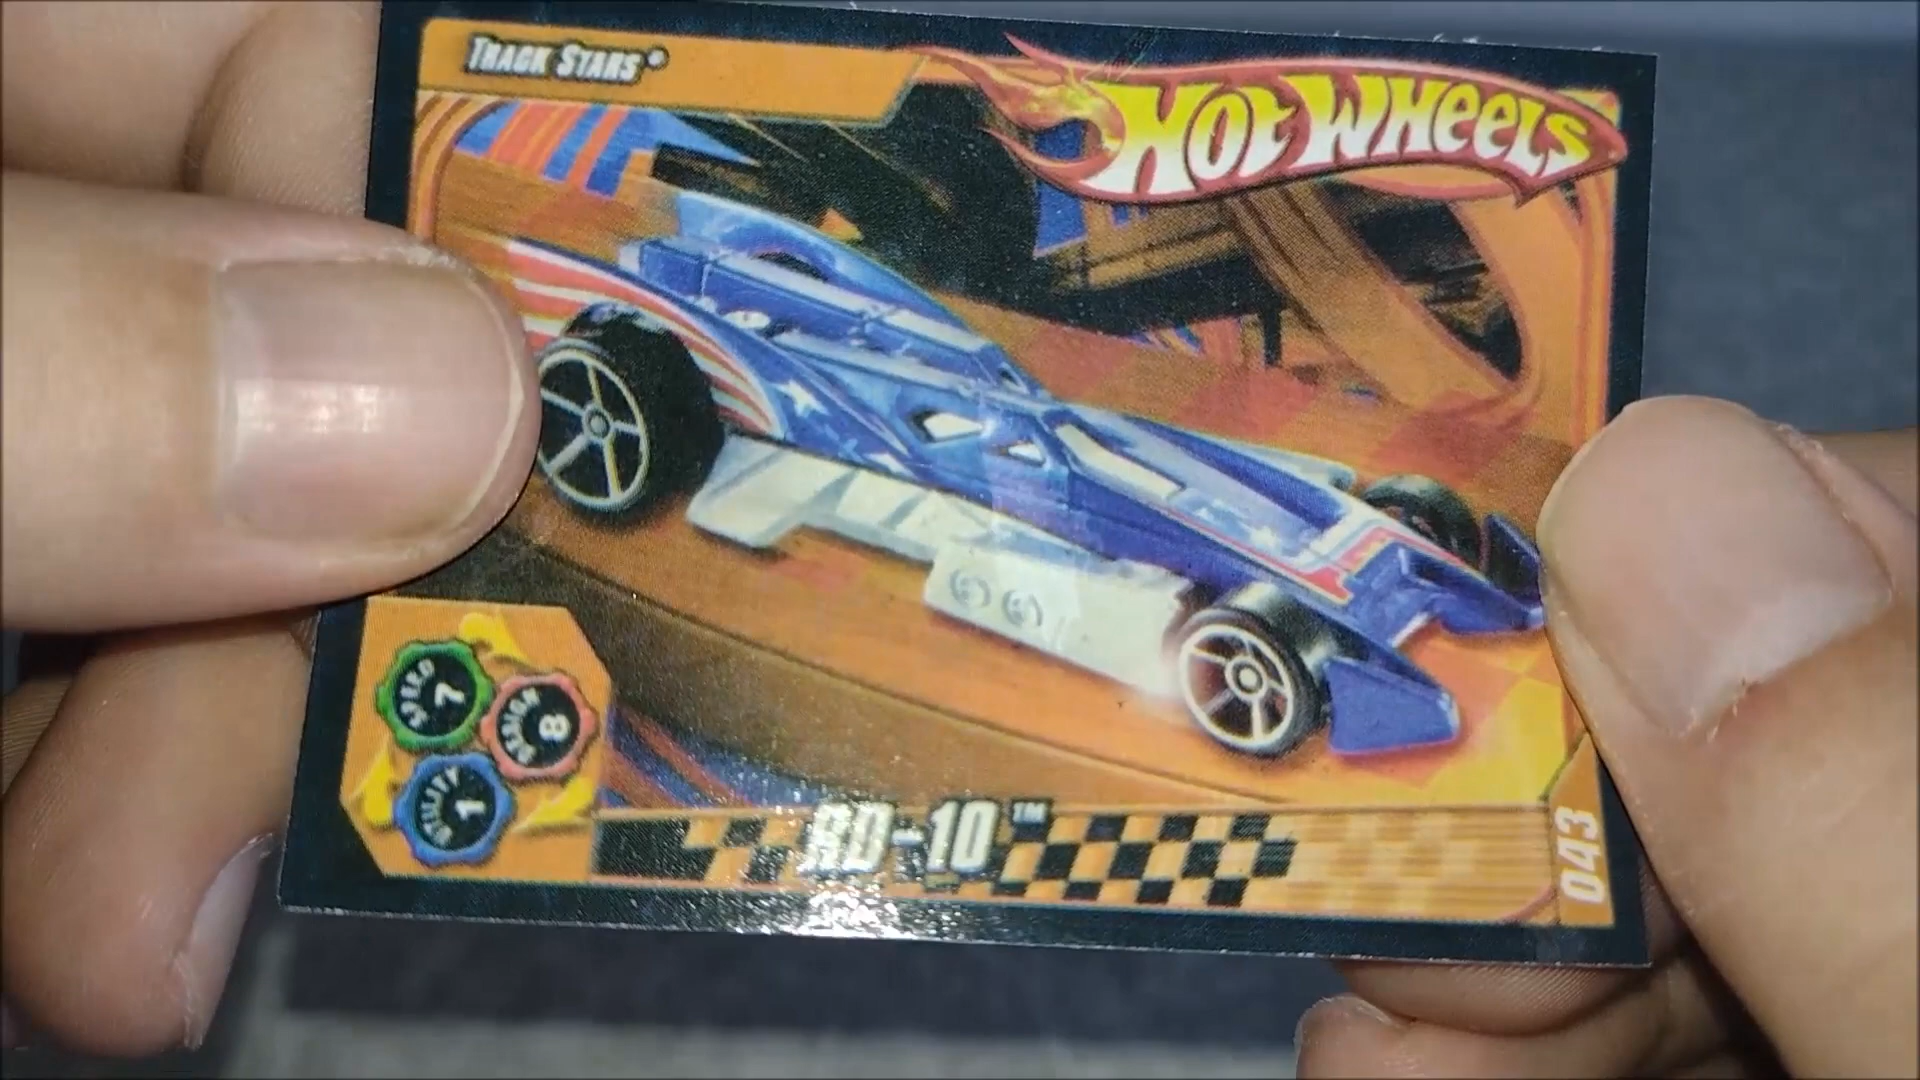 TRACK STARS
HOT WHEELS
SPEED 7
DESIGN 8
UTILITY 1
RD-10™
043